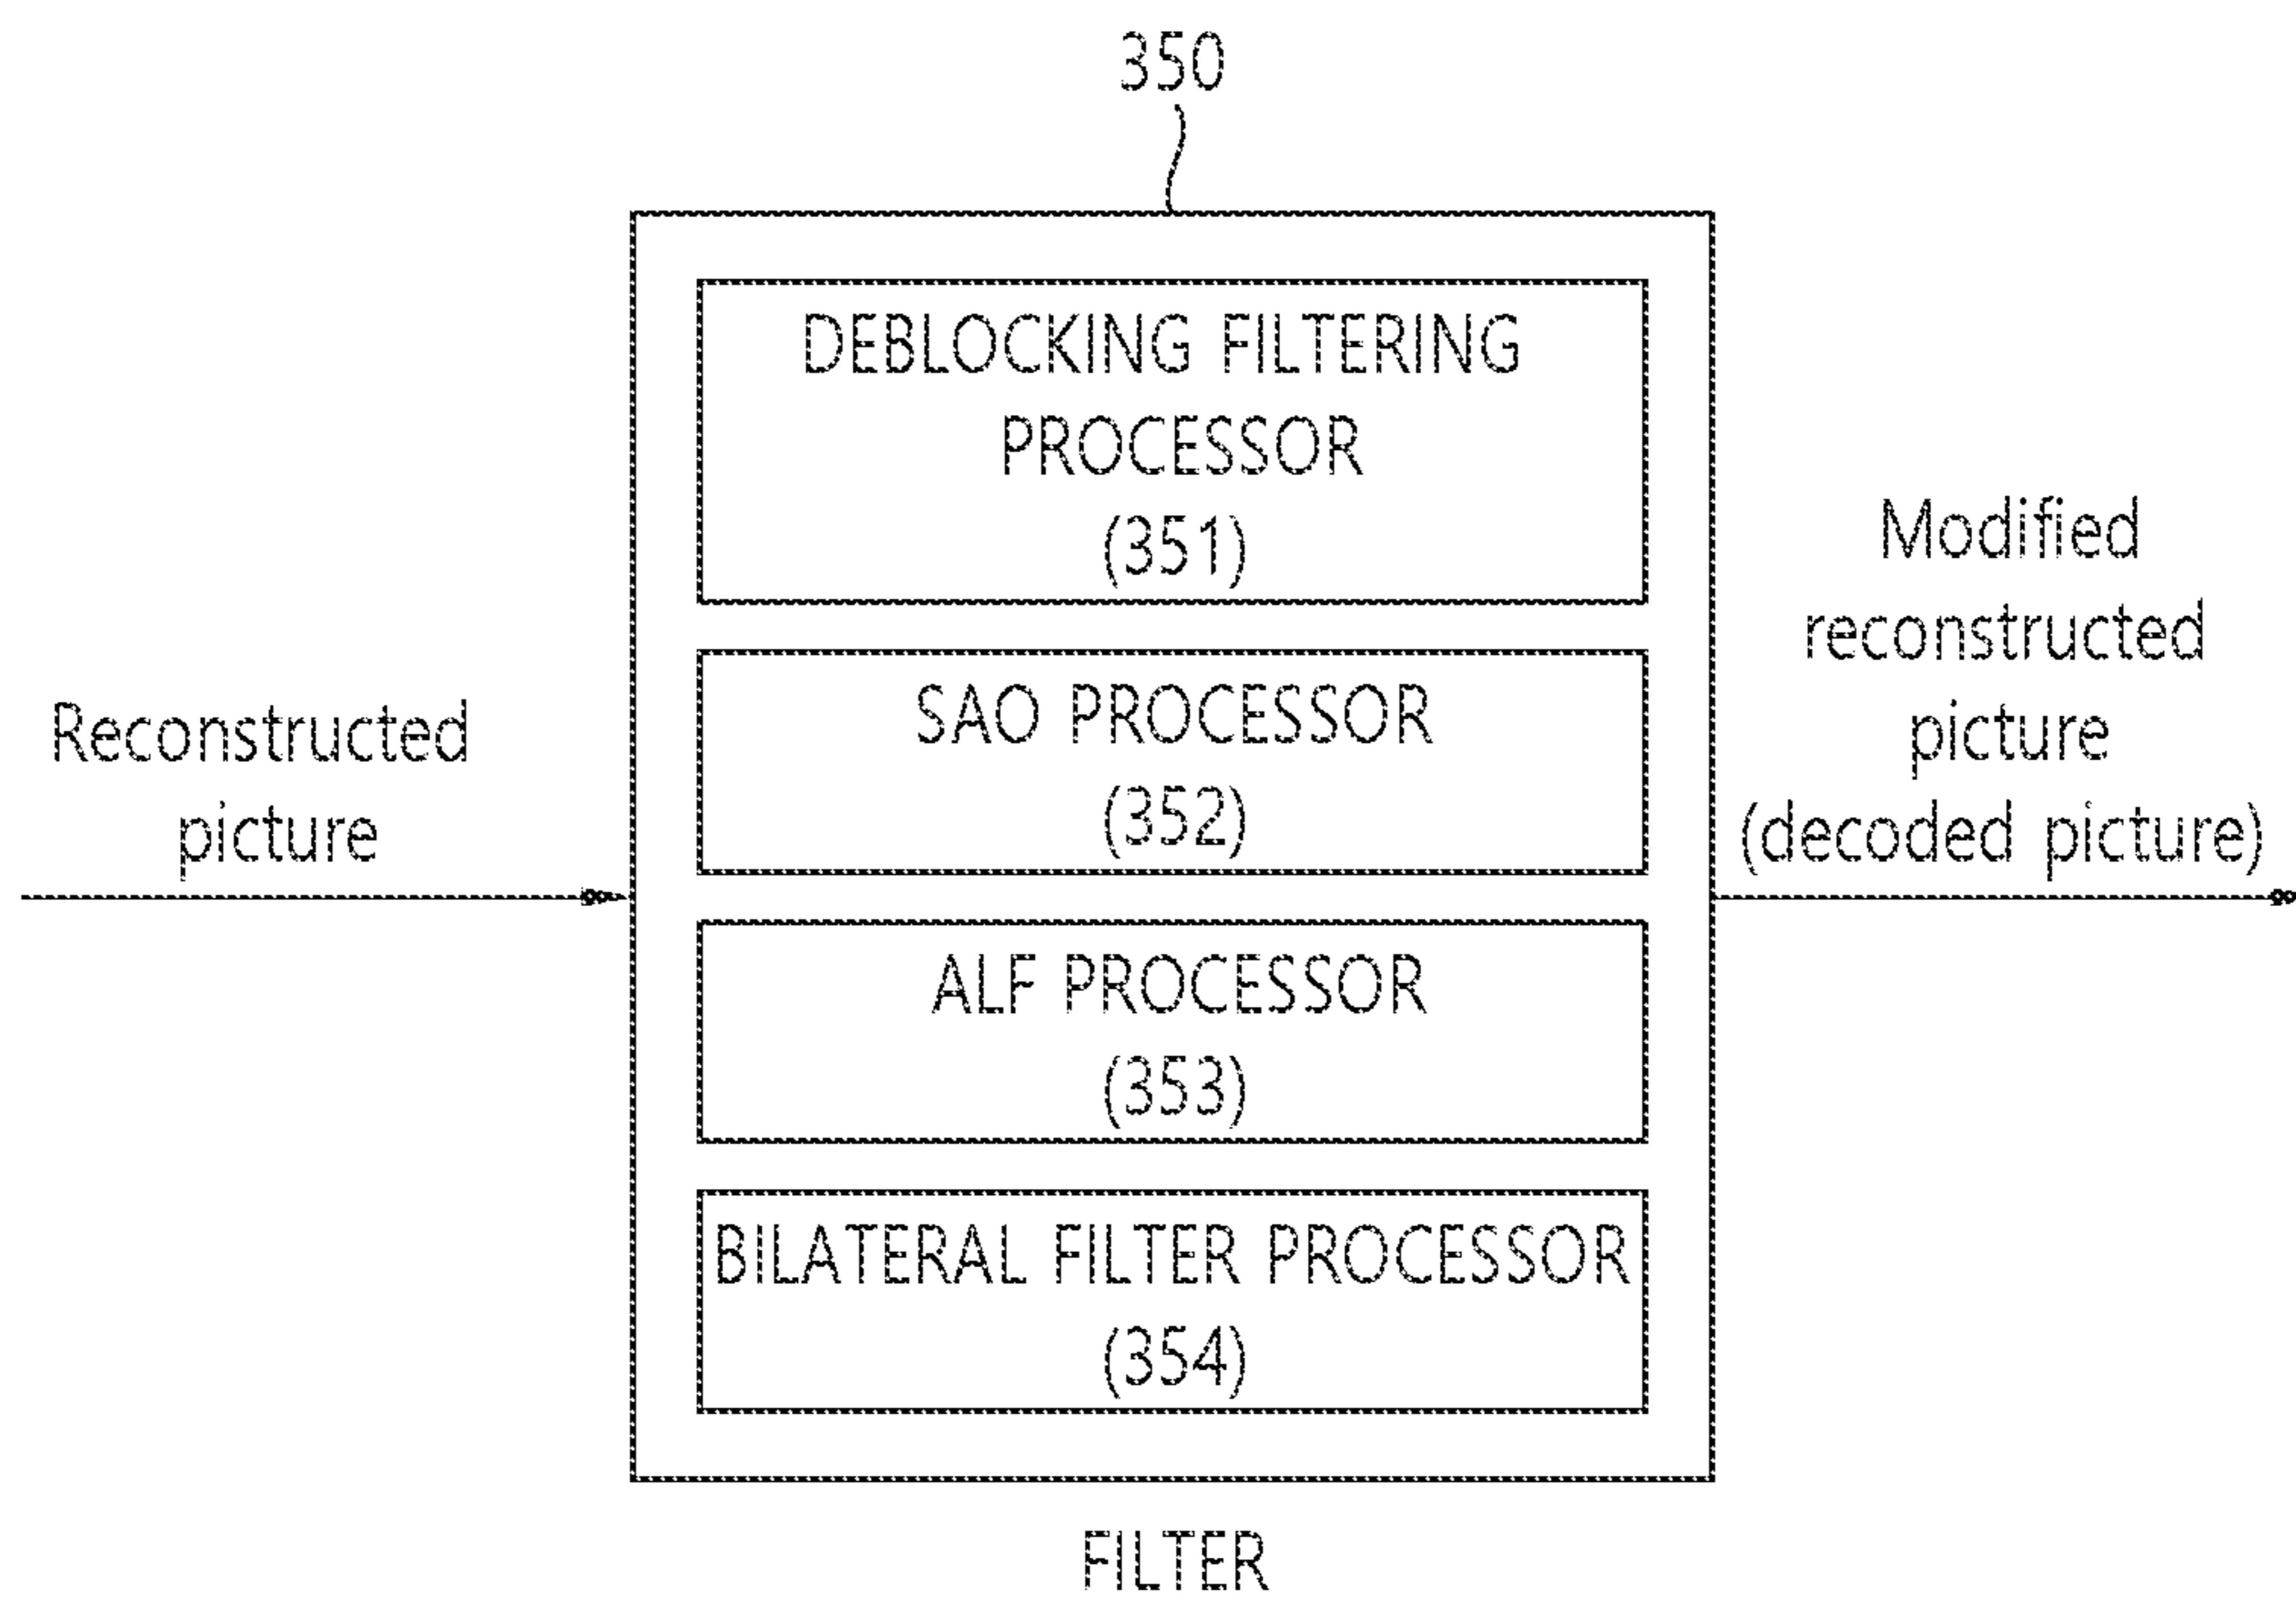 350
DEBLOCKING FILTERING
PROCESSOR
(351)
SAO PROCESSOR
(352)
ALF PROCESSOR
(353)
BILATERAL FILTER PROCESSOR
(354)
Reconstructed
picture
Modified
reconstructed
picture
(decoded picture)
FILTER